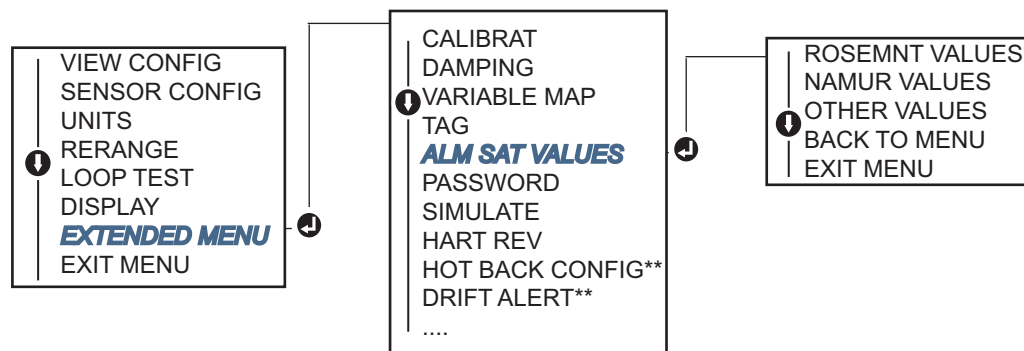 VIEW CONFIG
SENSOR CONFIG
UNITS
RERANGE
LOOP TEST
DISPLAY
EXTENDED MENU
EXIT MENU
CALIBRAT
DAMPING
VARIABLE MAP
TAG
ALM SAT VALUES
PASSWORD
SIMULATE
HART REV
HOT BACK CONFIG**
DRIFT ALERT**
....
ROSEMNT VALUES
NAMUR VALUES
OTHER VALUES
BACK TO MENU
EXIT MENU